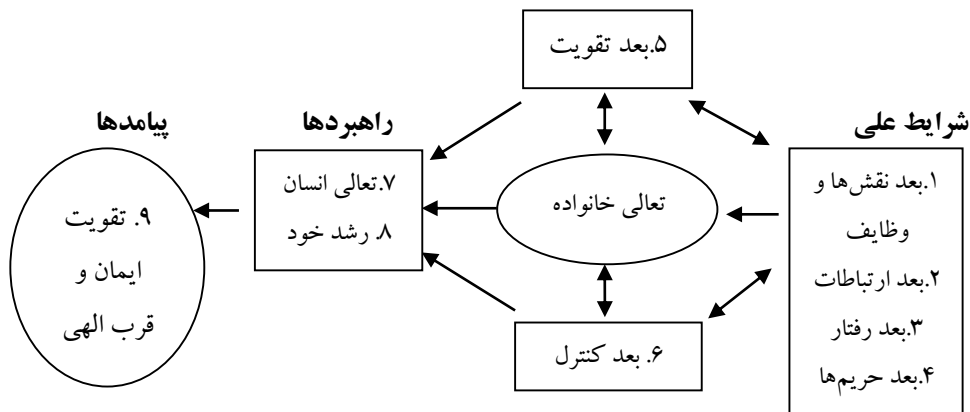 ۵.بعد تقویت
شرایط علی
راهبردها
پیامدها
۱.بعد نقش‌ها و
وظایف
۲.بعد ارتباطات
۳.بعد رفتار
۴.بعد حریم‌ها
تعالی خانواده
۷.تعالی انسان
۸. رشد خود
۹. تقویت
ایمان و
قرب الهی
۶. بعد کنترل